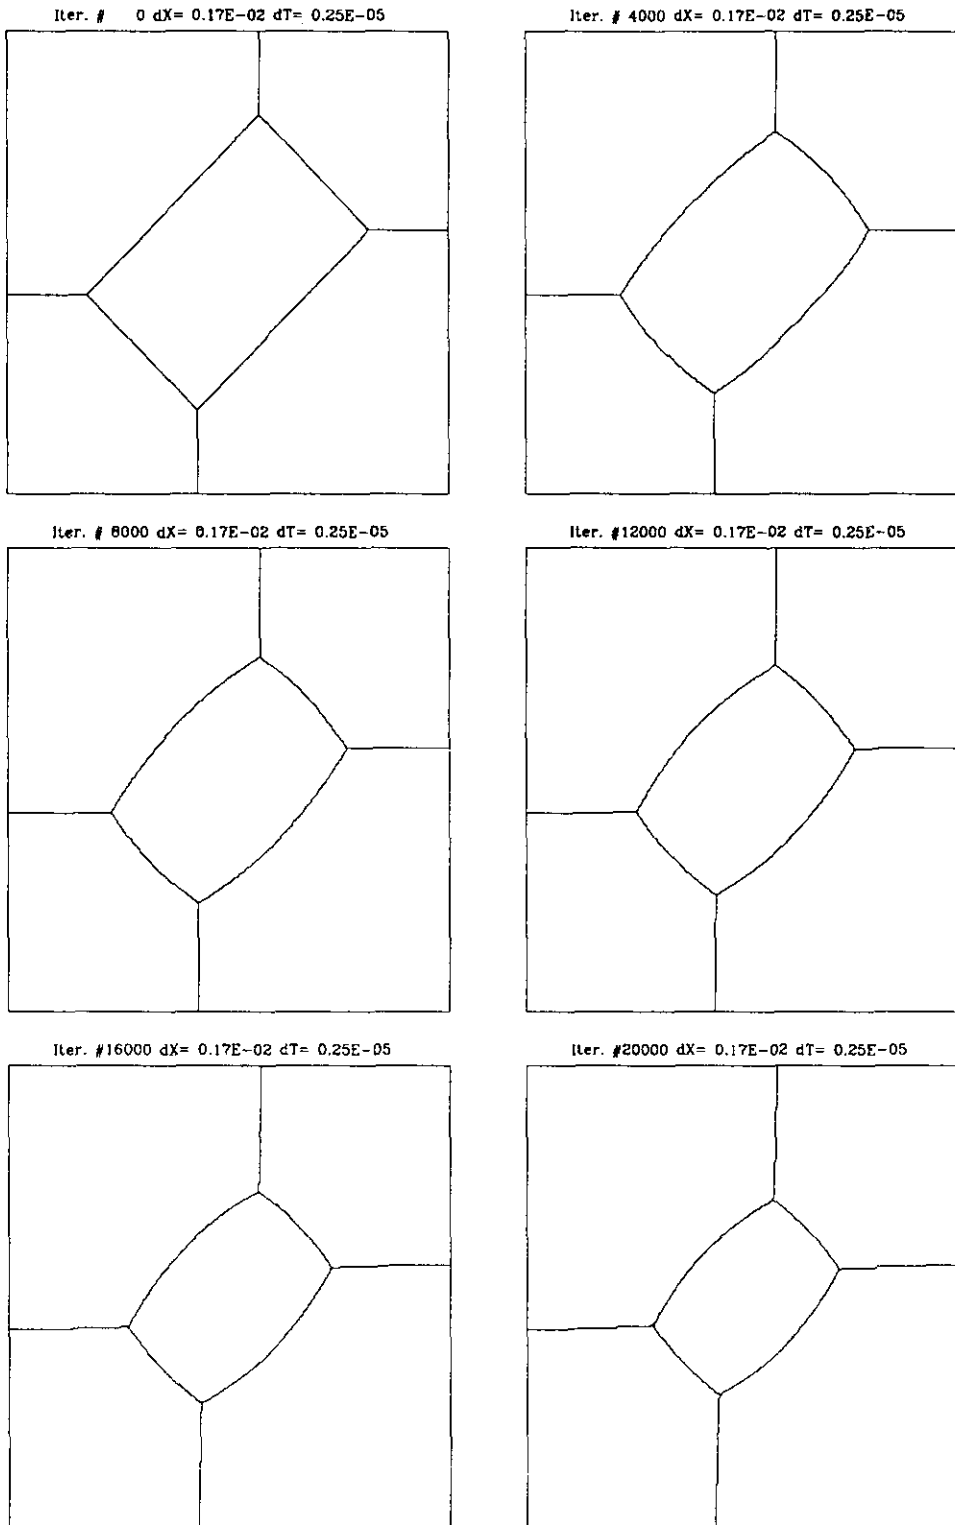 Iter. # 0 dX= 0.17E-02 dT= 0.25E-05
Iter. # 4000 dX= 0.17E-02 dT= 0.25E-05
Iter. # 8000 dX= 0.17E-02 dT= 0.25E-05
Iter. #12000 dX= 0.17E-02 dT= 0.25E-05
Iter. #16000 dX= 0.17E-02 dT= 0.25E-05
Iter. #20000 dX= 0.17E-02 dT= 0.25E-05